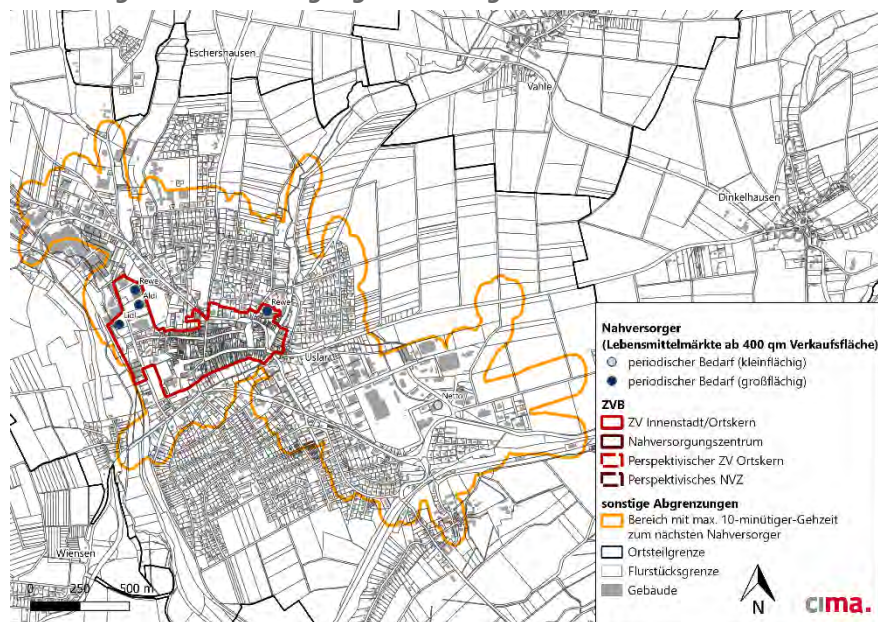 Eschershausen
Vahle
Dinkelhausen
Rewe
Aldi
Lidl
Rewe
Uslar
Netto
Wiensen
0 250 500 m
Nahversorger
(Lebensmittelmärkte ab 400 qm Verkaufsfläche)
periodischer Bedarf (kleinflächig)
periodischer Bedarf (großflächig)
ZVB
ZV Innenstadt/Ortskern
Nahversorgungszentrum
Perspektivischer ZV Ortskern
Perspektivisches NVZ
sonstige Abgrenzungen
Bereich mit max. 10-minütiger-Gehzeit
zum nächsten Nahversorger
Ortsteilgrenze
Flurstücksgrenze
Gebäude
N
cima.